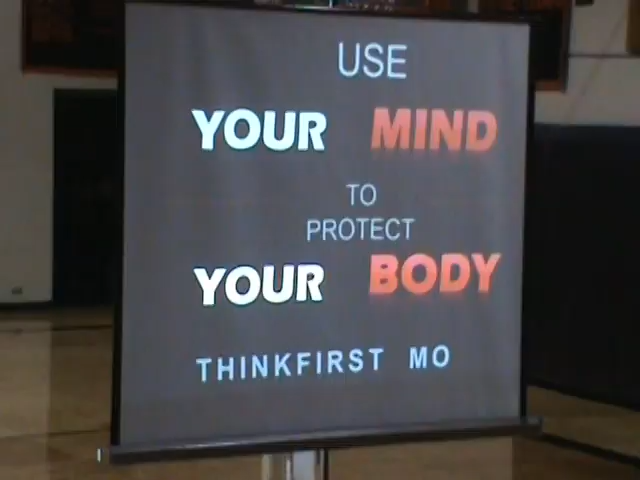 USE
YOUR MIND
TO
PROTECT
YOUR BODY
THINKFIRST MO